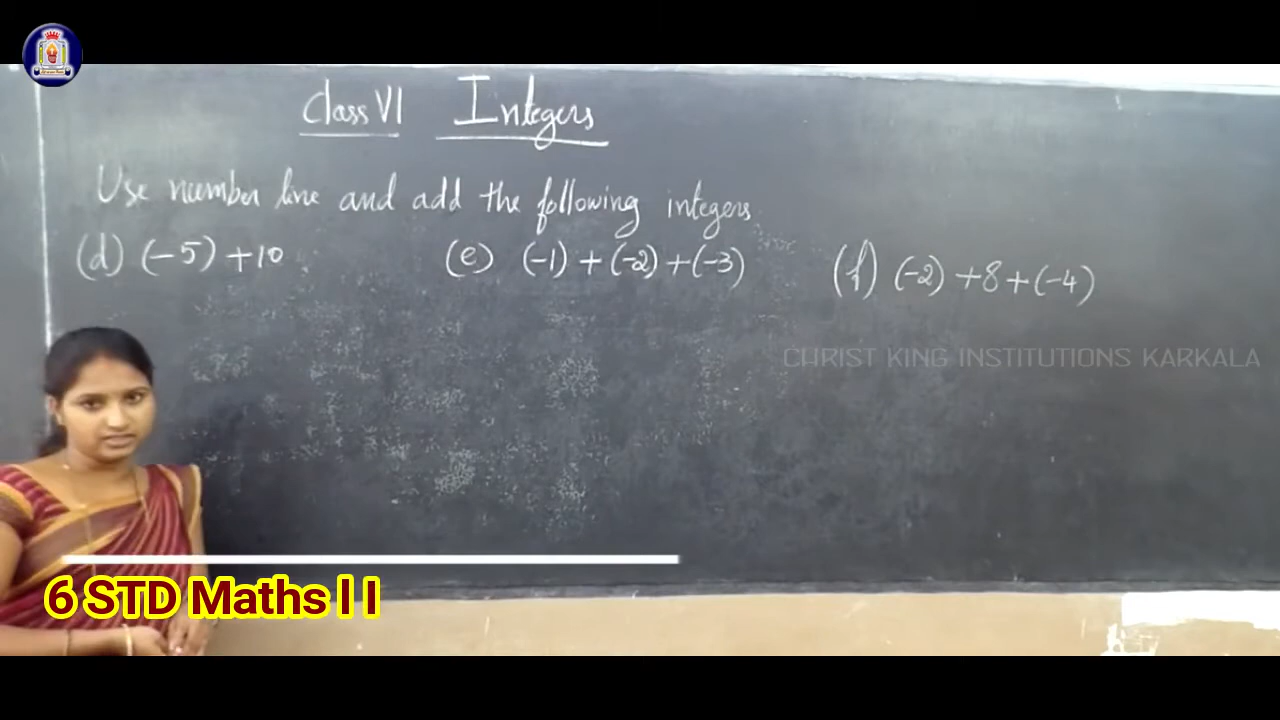 Class VI Integers
Use number line and add the following integers
(d) (-5) +10 (e) (-1) + (-2) +(-3) (f) (-2) +8+(-4)
CHRIST KING INSTITUTIONS KARKALA
6 STD Maths l I